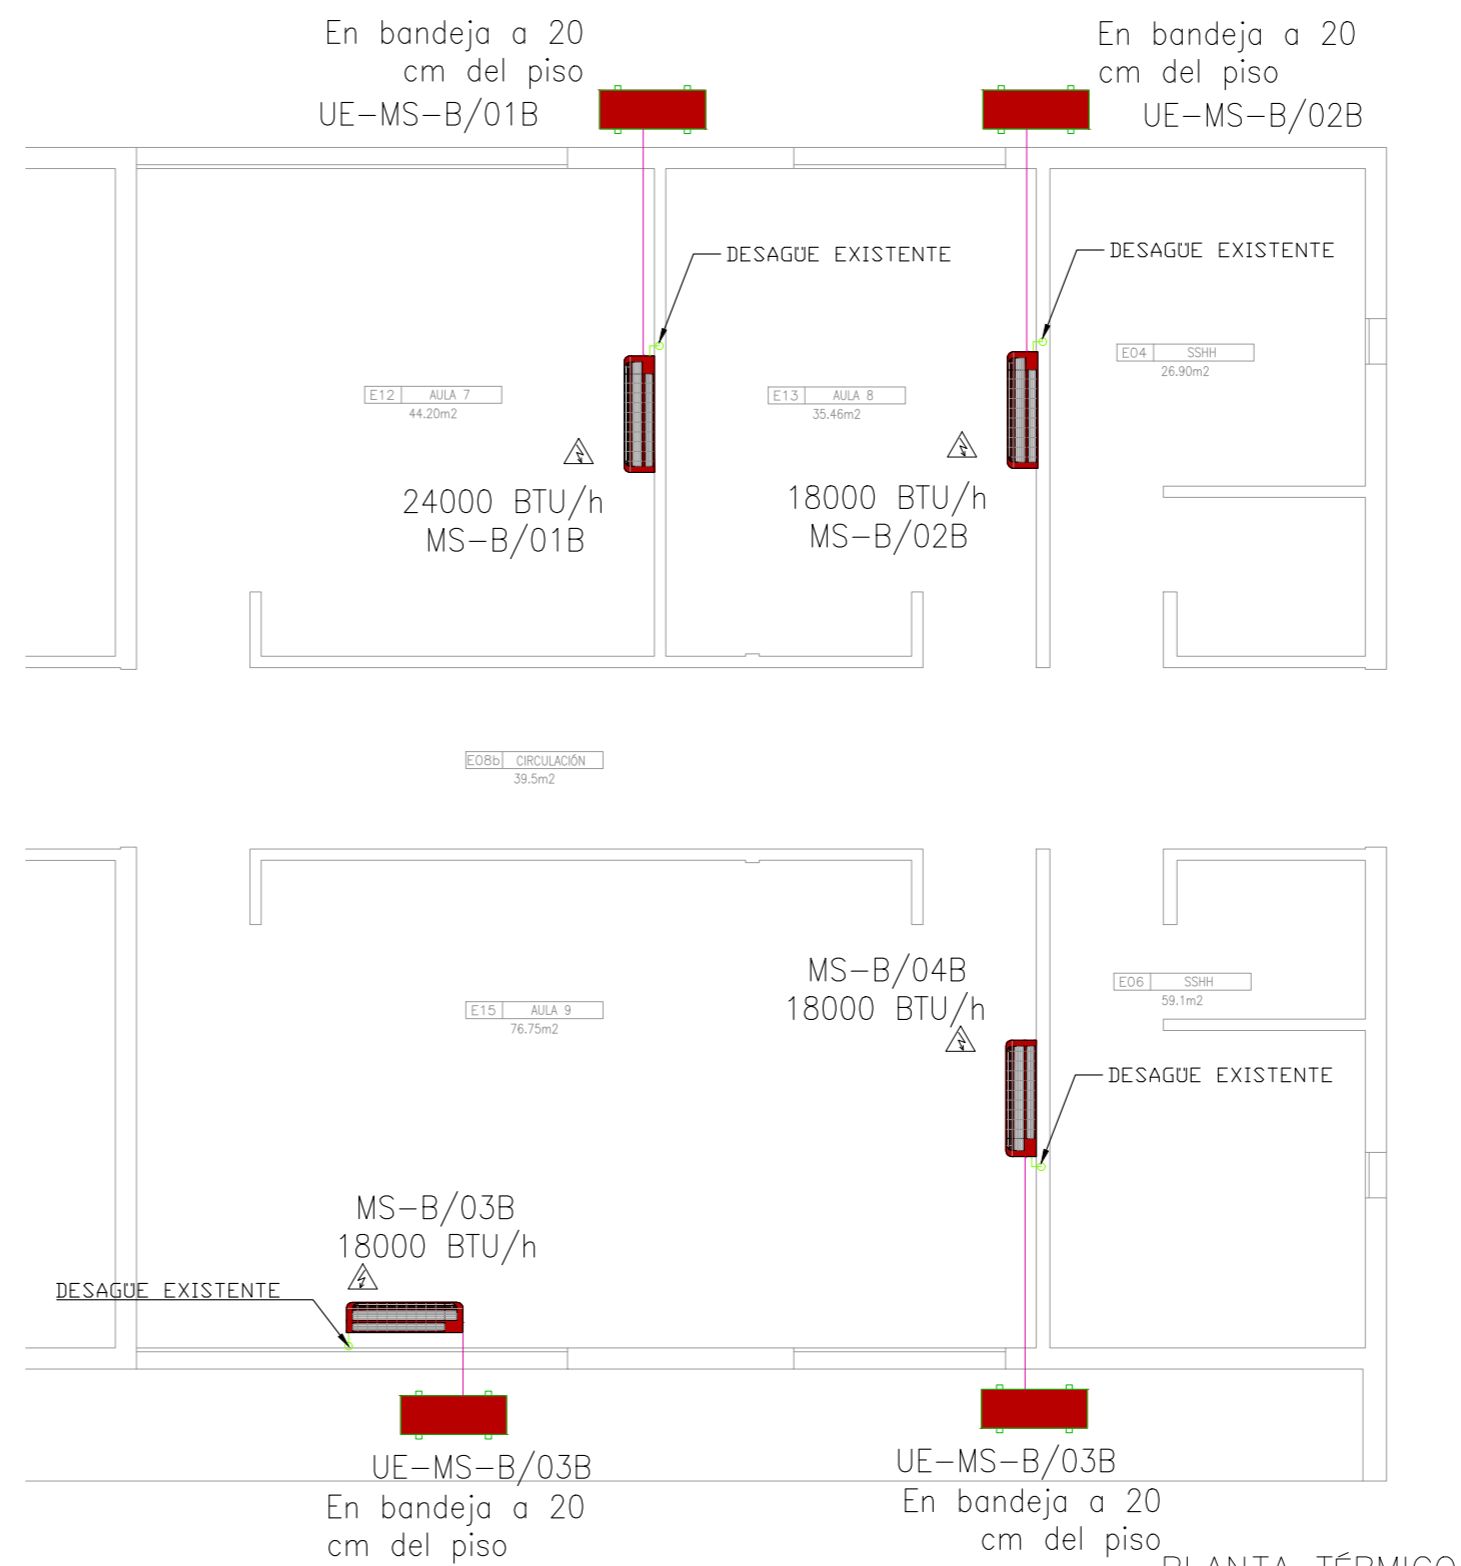 En bandeja a 20
cm del piso
UE-MS-B/01B
En bandeja a 20
cm del piso
UE-MS-B/02B
DESAGÜE EXISTENTE
DESAGÜE EXISTENTE
E04 SSHH
26.90m2
E12 AULA 7
44.20m2
E13 AULA 8
35.46m2
24000 BTU/h
MS-B/01B
18000 BTU/h
MS-B/02B
E08b CIRCULACIÓN
39.5m2
MS-B/04B
18000 BTU/h
E06 SSHH
59.1m2
E15 AULA 9
76.75m2
DESAGÜE EXISTENTE
MS-B/03B
18000 BTU/h
DESAGÜE EXISTENTE
UE-MS-B/03B
En bandeja a 20
cm del piso
UE-MS-B/03B
En bandeja a 20
cm del piso
PLANTA TÉRMICO